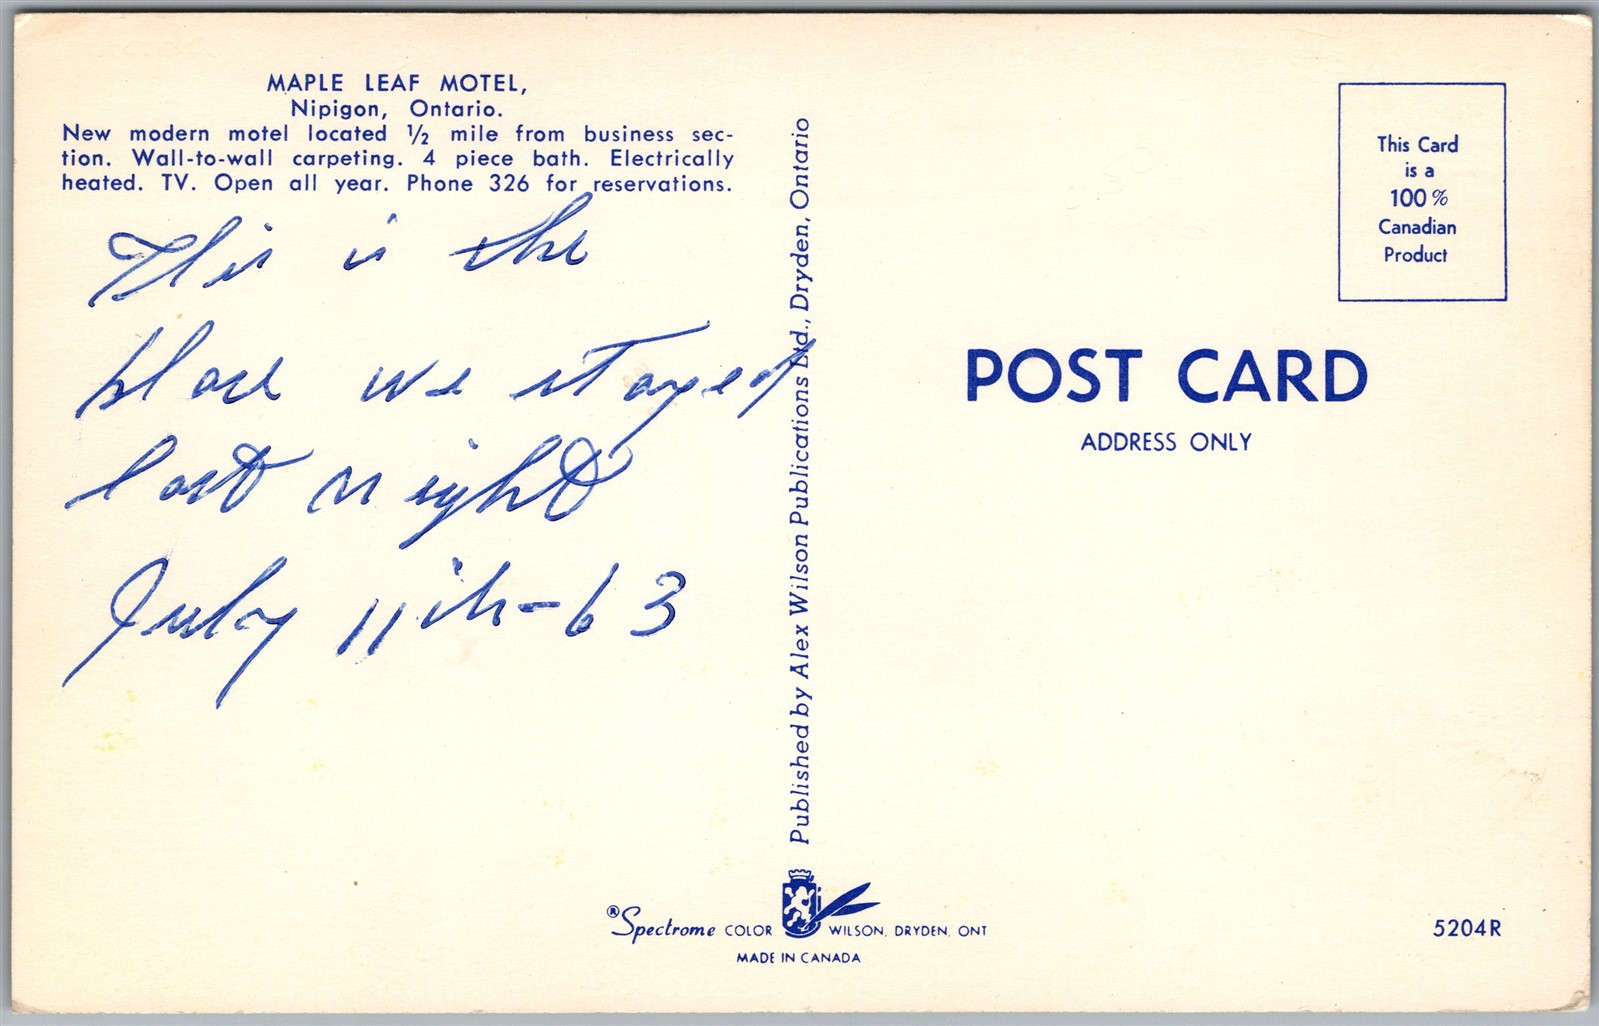 MAPLE LEAF MOTEL,
Nipigon, Ontario.
New modern motel located ½ mile from business sec-
tion. Wall-to-wall carpeting. 4 piece bath. Electrically
heated. TV. Open all year. Phone 326 for reservations.
This is the
place we stayed
last night
July 11th-63
Published by Alex Wilson Publications Ltd., Dryden, Ontario
This Card
is a
100%
Canadian
Product
POST CARD
ADDRESS ONLY
®Spectrome COLOR WILSON, DRYDEN, ONT
MADE IN CANADA
5204R